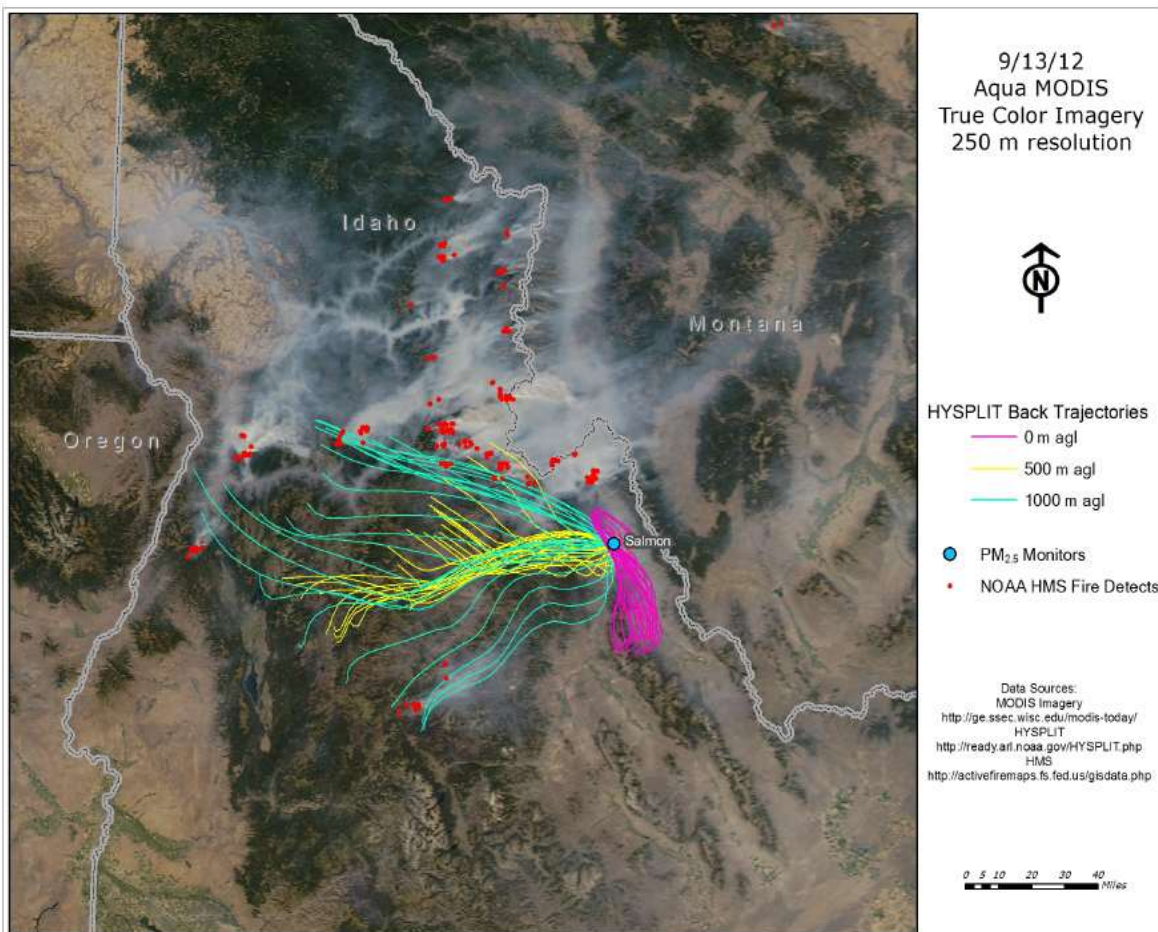 9/13/12
Aqua MODIS
True Color Imagery
250 m resolution
N
Idaho
Montana
Oregon
Salmon
HYSPLIT Back Trajectories
0 m agl
500 m agl
1000 m agl
PM2.5 Monitors
NOAA HMS Fire Detects
Data Sources:
MODIS Imagery
http://ge.ssec.wisc.edu/modis-today/
HYSPLIT
http://ready.arl.noaa.gov/HYSPLIT.php
HMS
http://activefiremaps.fs.fed.us/gisdata.php
0 5 10 20 30 40
Miles